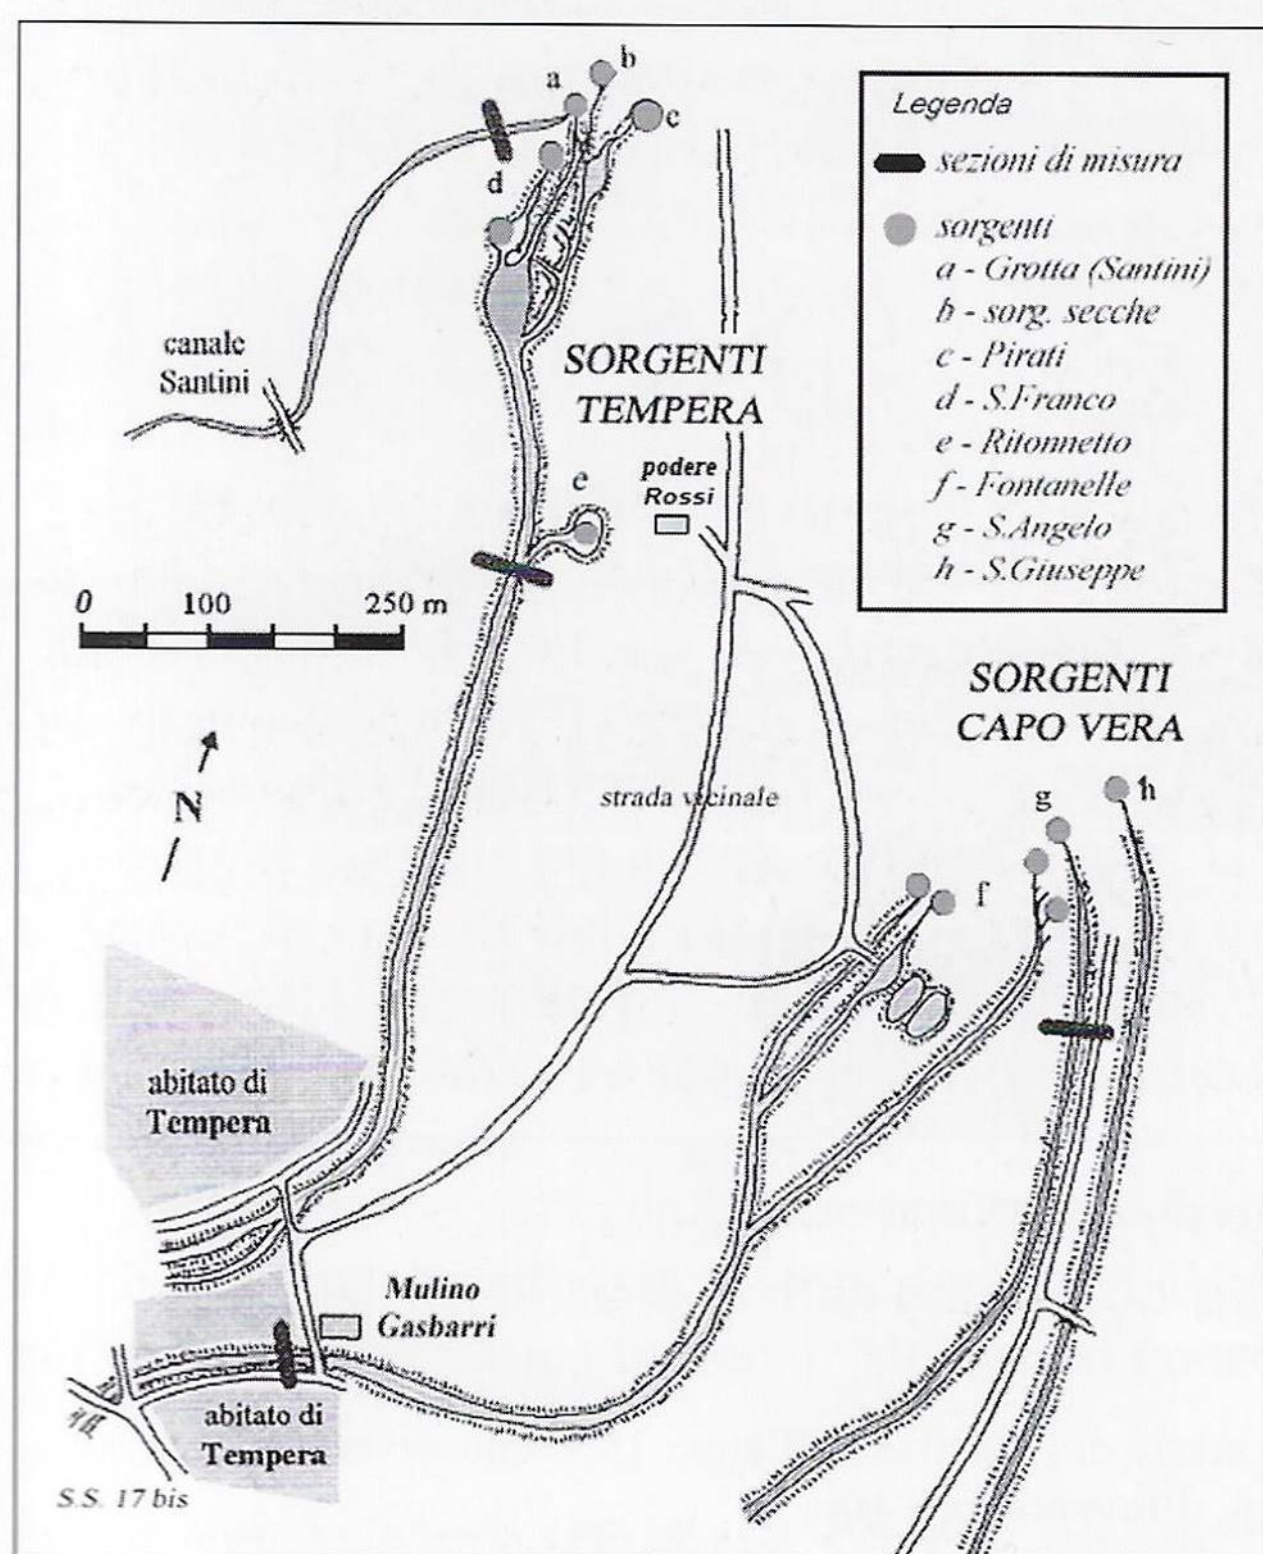 b
a
c
d
Legenda
sezioni di misura
sorgenti
a - Grotta (Santini)
b - sorg. secche
c - Pirati
d - S.Franco
e - Ritonnetto
f - Fontanelle
g - S.Angelo
h - S.Giuseppe
canale
Santini
SORGENTI
TEMPERA
podere
Rossi
e
0 100 250 m
N
SORGENTI
CAPO VERA
strada vicinale
g
h
f
abitato di
Tempera
Mulino
Gasbarri
abitato di
Tempera
S.S. 17 bis